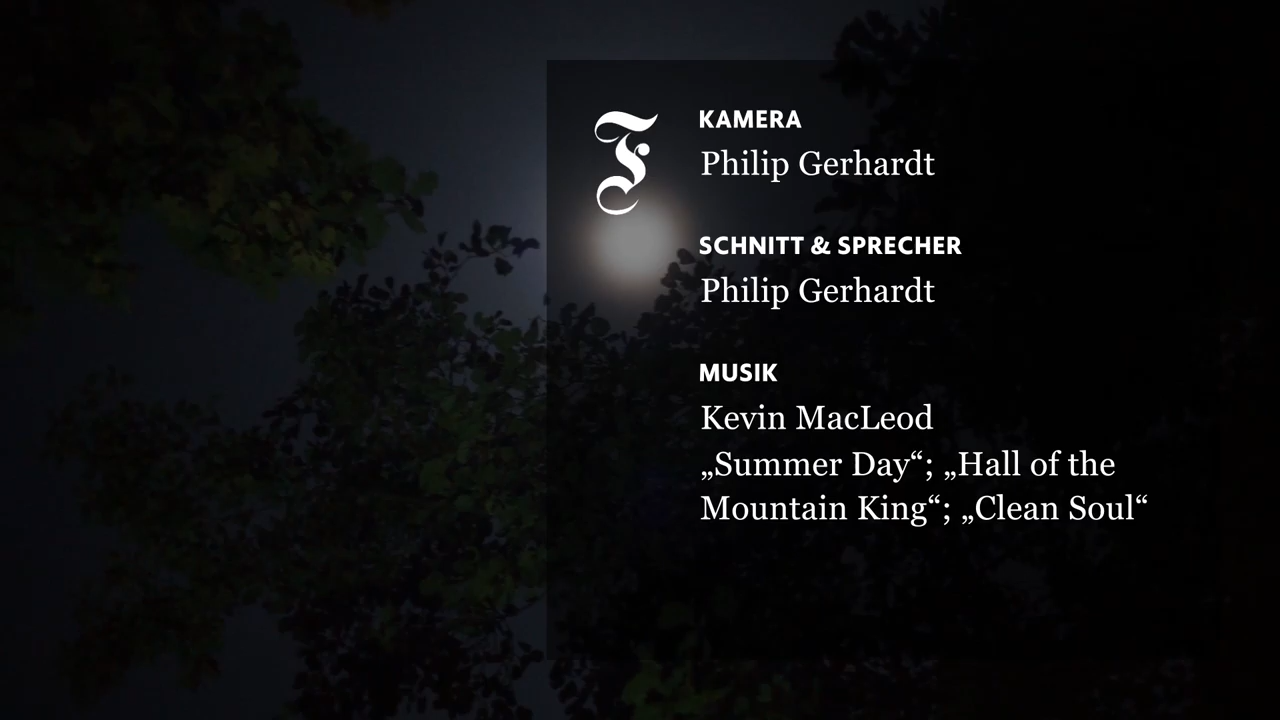 F
KAMERA
Philip Gerhardt
SCHNITT & SPRECHER
Philip Gerhardt
MUSIK
Kevin MacLeod
„Summer Day“; „Hall of the
Mountain King“; „Clean Soul“